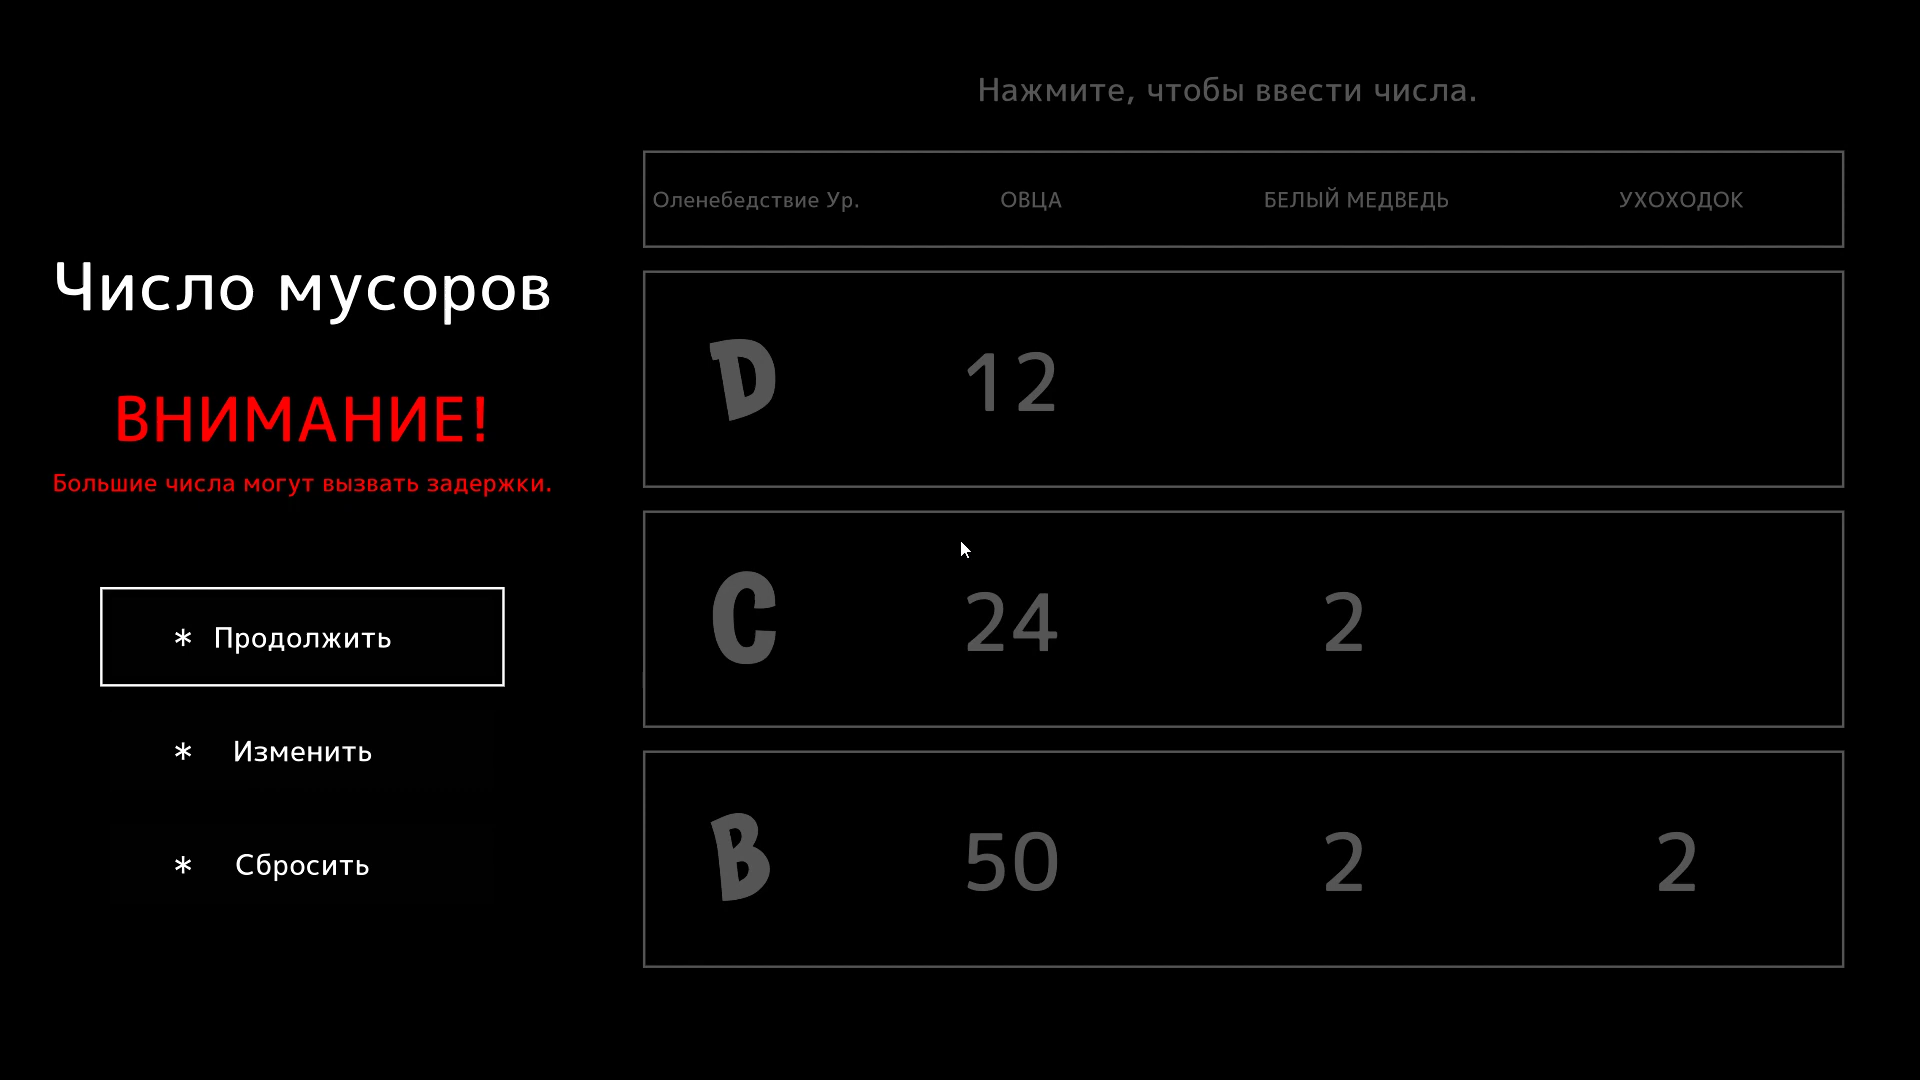 Число мусоров
ВНИМАНИЕ!
Большие числа могут вызвать задержки.
* Продолжить
* Изменить
* Сбросить
Нажмите, чтобы ввести числа.
Оленебедствие Ур. ОВЦА БЕЛЫЙ МЕДВЕДЬ УХОХОДОК
D 12
C 24 2
B 50 2 2